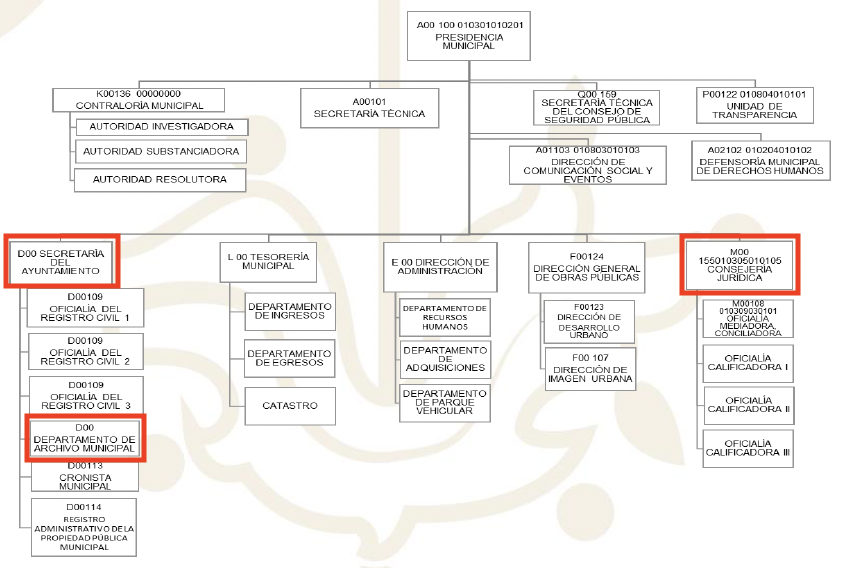 A00 100 010301010201
PRESIDENCIA
MUNICIPAL
K00136 00000000
CONTRALORÍA MUNICIPAL
AUTORIDAD INVESTIGADORA
AUTORIDAD SUBSTANCIADORA
AUTORIDAD RESOLUTORA
A00101
SECRETARÍA TÉCNICA
Q00 159
SECRETARÍA TÉCNICA
DEL CONSEJO DE
SEGURIDAD PÚBLICA
P00122 010804010101
UNIDAD DE
TRANSPARENCIA
A01103 010803010103
DIRECCIÓN DE
COMUNICACIÓN SOCIAL Y
EVENTOS
A02102 010204010102
DEFENSORÍA MUNICIPAL
DE DERECHOS HUMANOS
D00 SECRETARÍA
DEL
AYUNTAMIENTO
D00109
OFICIALÍA DEL
REGISTRO CIVIL 1
D00109
OFICIALÍA DEL
REGISTRO CIVIL 2
D00109
OFICIALÍA DEL
REGISTRO CIVIL 3
D00
DEPARTAMENTO DE
ARCHIVO MUNICIPAL
D00113
CRONISTA
MUNICIPAL
D00114
REGISTRO
ADMINISTRATIVO DE LA
PROPIEDAD PÚBLICA
MUNICIPAL
L 00 TESORERÍA
MUNICIPAL
DEPARTAMENTO
DE INGRESOS
DEPARTAMENTO
DE EGRESOS
CATASTRO
E 00 DIRECCIÓN DE
ADMINISTRACIÓN
DEPARTAMENTO DE
RECURSOS
HUMANOS
DEPARTAMENTO
DE
ADQUISICIONES
DEPARTAMENTO
DE PARQUE
VEHICULAR
F00124
DIRECCIÓN GENERAL
DE OBRAS PÚBLICAS
F00123
DIRECCIÓN DE
DESARROLLO
URBANO
F00 107
DIRECCIÓN DE
IMAGEN URBANA
M00
155010305010105
CONSEJERÍA
JURÍDICA
M00108
010309030101
OFICIALÍA
MEDIADORA,
CONCILIADORA
OFICIALÍA
CALIFICADORA I
OFICIALÍA
CALIFICADORA II
OFICIALÍA
CALIFICADORA III